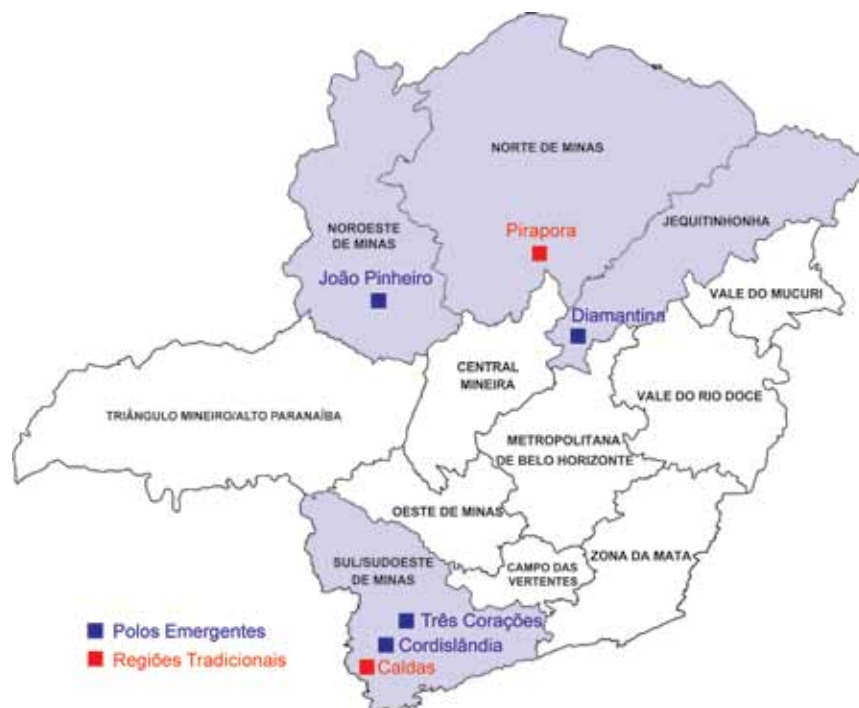 NORTE DE MINAS
JEQUITINHONHA
NOROESTE
DE MINAS
Pirapora
João Pinheiro
VALE DO MUCURI
Diamantina
CENTRAL
MINEIRA
VALE DO RIO DOCE
TRIÂNGULO MINEIRO/ALTO PARANAÍBA
METROPOLITANA
DE BELO HORIZONTE
OESTE DE MINAS
ZONA DA MATA
SUL/SUDOESTE
DE MINAS
CAMPO DAS
VERTENTES
Três Corações
Cordislândia
Caldas
Polos Emergentes
Regiões Tradicionais